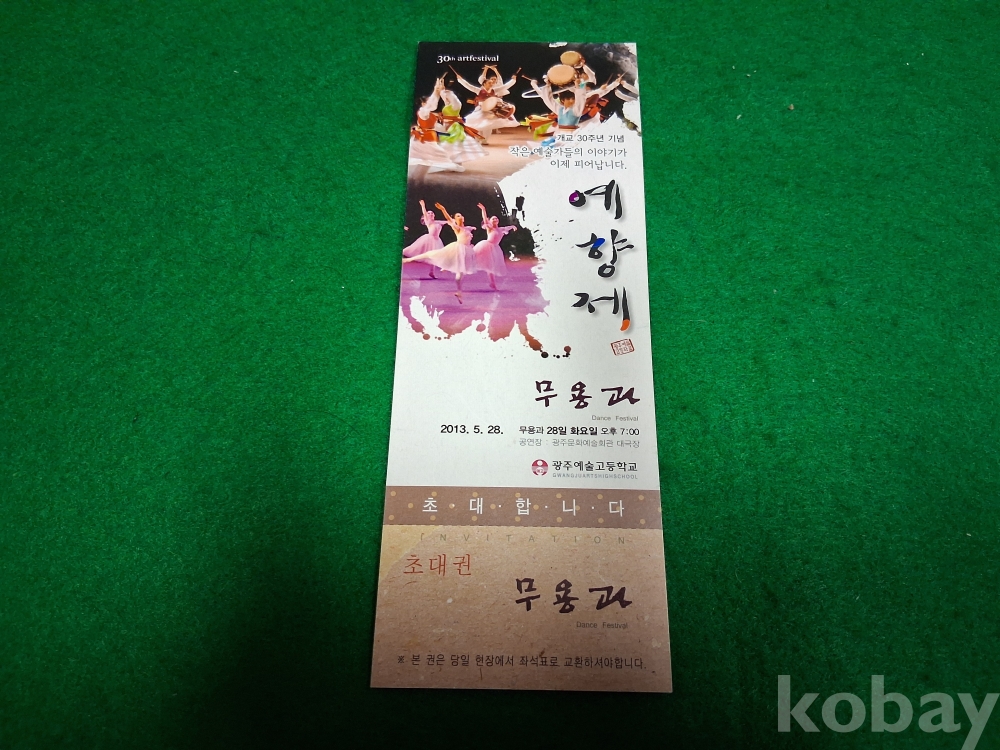 30th artfestival
개교 30주년 기념
작은 예술가들의 이야기가
이제 피어납니다.
예
향
제
무용과
Dance Festival
2013. 5. 28. 무용과 28일 화요일 오후 7:00
공연장 : 광주문화예술회관 대극장
광주예술고등학교
GWANGJUARTSHIGHSCHOOL
초·대·합·니·다
INVITATION
초대권
무용과
Dance Festival
※ 본 권은 당일 현장에서 좌석표로 교환하셔야합니다.
kobay